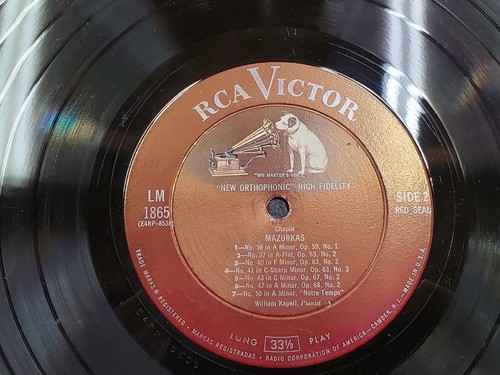 RCA VICTOR
"HIS MASTER'S VOICE"
"NEW ORTHOPHONIC" HIGH FIDELITY
LM
1865
SIDE 2
RED SEAL
Chopin
MAZURKAS
1—No. 36 in A Minor, Op. 59, No. 1
2—No. 37 in A-Flat, Op. 59, No. 2
3—No. 40 in F Minor, Op. 63, No. 2
4—No. 41 in C-Sharp Minor, Op. 63, No. 3
5—No. 43 in G Minor, Op. 67, No. 2
6—No. 47 in A Minor, Op. 68, No. 2
7—No. 50 in A Minor, "Notre Temps"
William Kapell, Pianist
LONG 33⅓ PLAY
TRADE MARKS ® REGISTERED • MARCAS REGISTRADAS • RADIO CORPORATION OF AMERICA—CAMDEN, N.J. • MADE IN U.S.A.